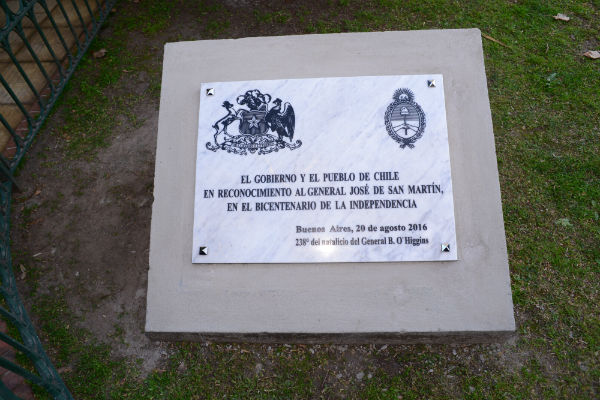 EL GOBIERNO Y EL PUEBLO DE CHILE
EN RECONOCIMIENTO AL GENERAL JOSÉ DE SAN MARTÍN,
EN EL BICENTENARIO DE LA INDEPENDENCIA
Buenos Aires, 20 de agosto 2016
238º del natalicio del General B. O'Higgins